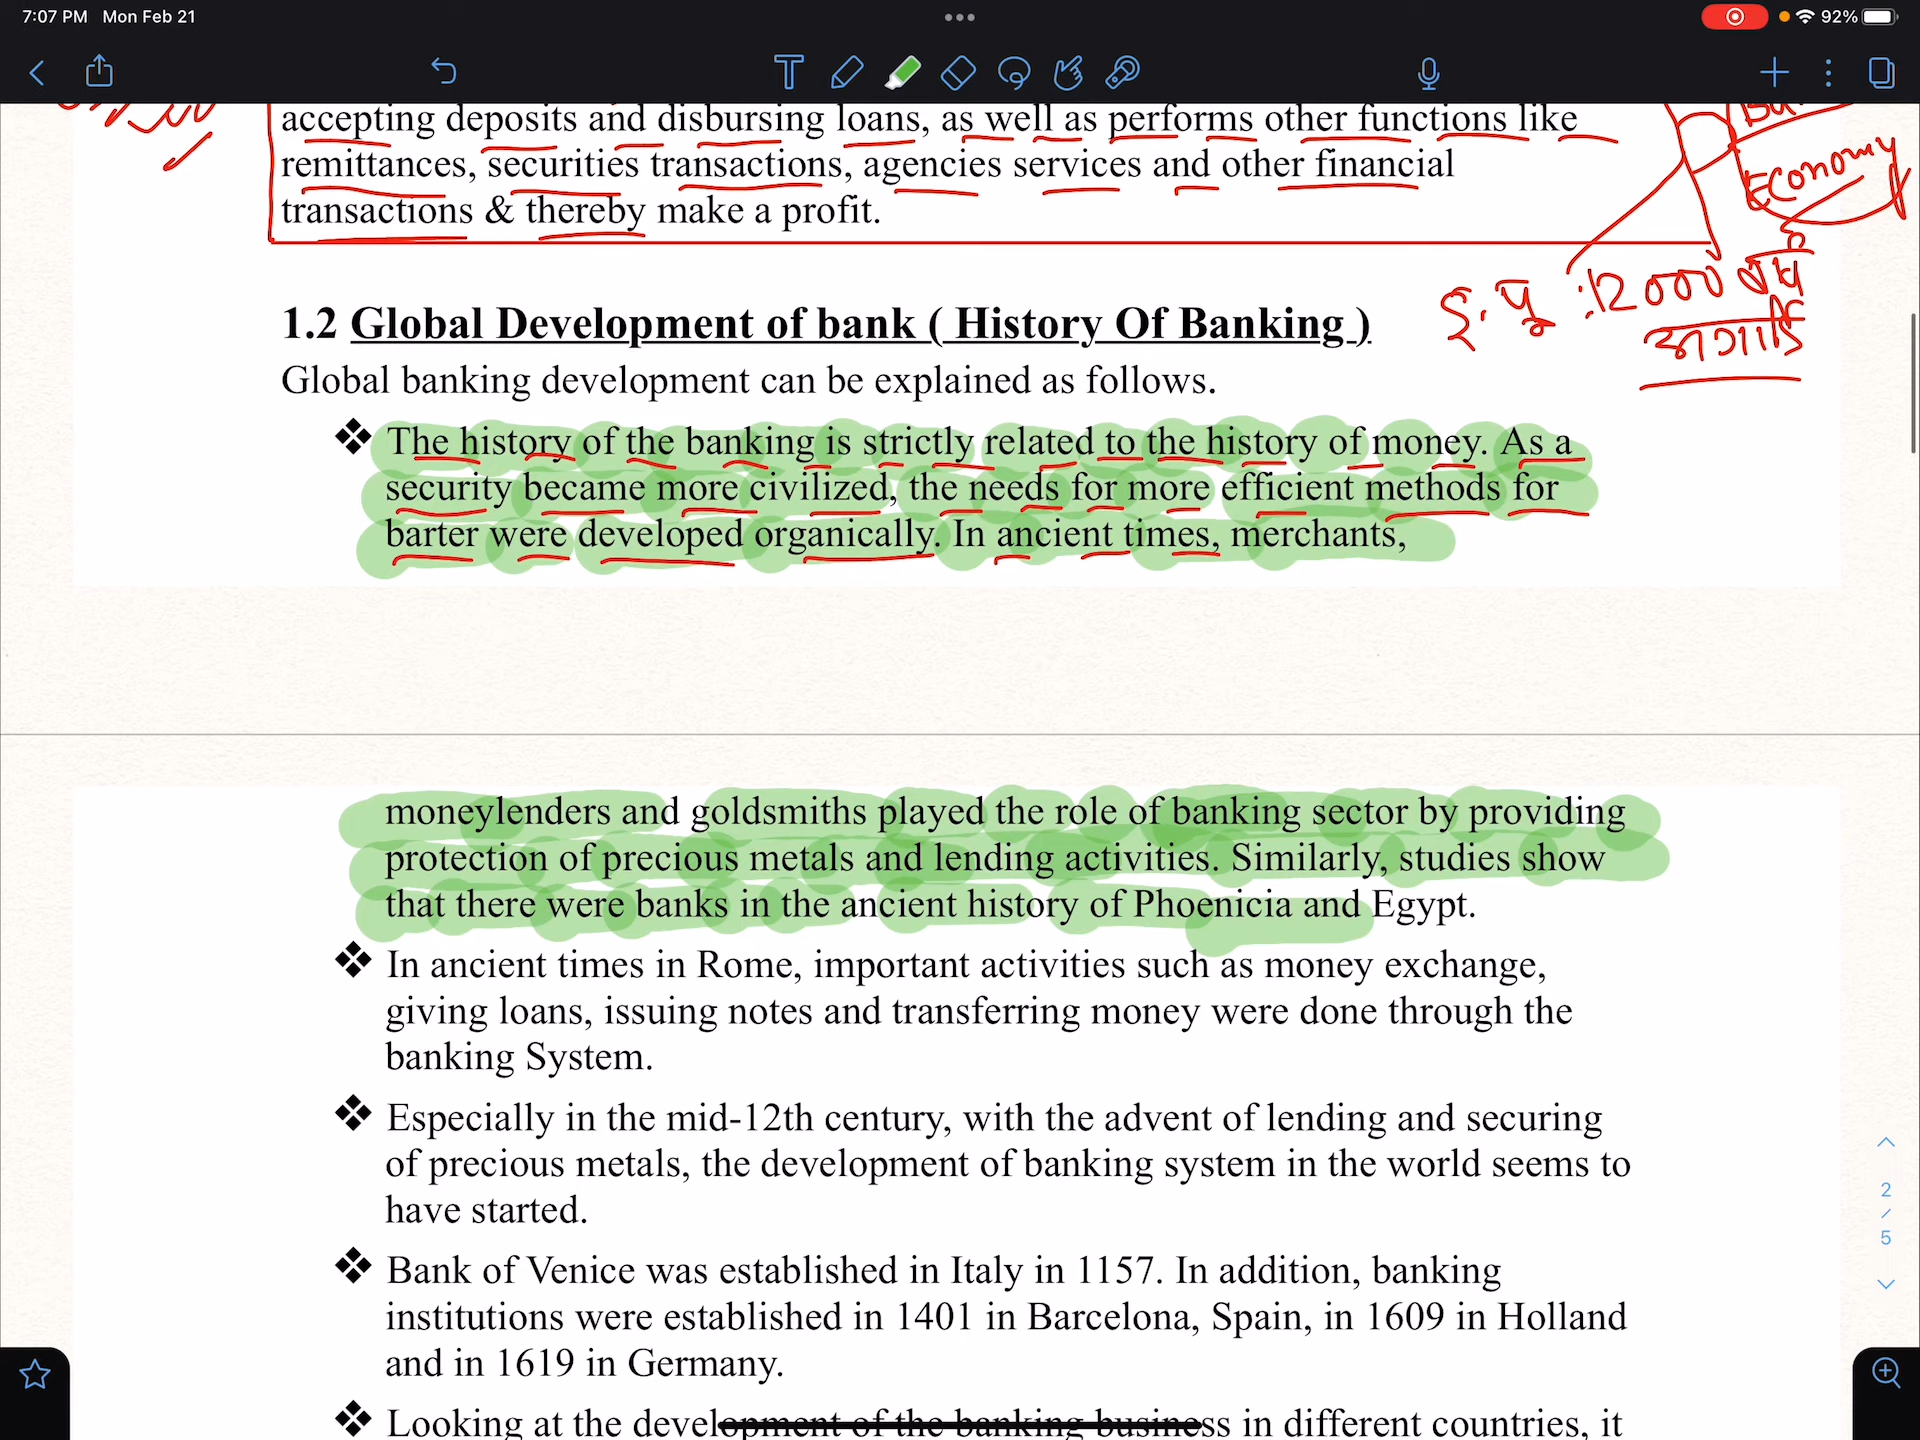 7:07 PM Mon Feb 21
92%
accepting deposits and disbursing loans, as well as performs other functions like
remittances, securities transactions, agencies services and other financial
transactions & thereby make a profit.
Economy
ई.पू :12000 वर्ष
अगाडि
1.2 Global Development of bank ( History Of Banking )
Global banking development can be explained as follows.
❖ The history of the banking is strictly related to the history of money. As a
security became more civilized, the needs for more efficient methods for
barter were developed organically. In ancient times, merchants,
moneylenders and goldsmiths played the role of banking sector by providing
protection of precious metals and lending activities. Similarly, studies show
that there were banks in the ancient history of Phoenicia and Egypt.
❖ In ancient times in Rome, important activities such as money exchange,
giving loans, issuing notes and transferring money were done through the
banking System.
❖ Especially in the mid-12th century, with the advent of lending and securing
of precious metals, the development of banking system in the world seems to
have started.
❖ Bank of Venice was established in Italy in 1157. In addition, banking
institutions were established in 1401 in Barcelona, Spain, in 1609 in Holland
and in 1619 in Germany.
❖ Looking at the development of the banking business in different countries, it
2
/
5